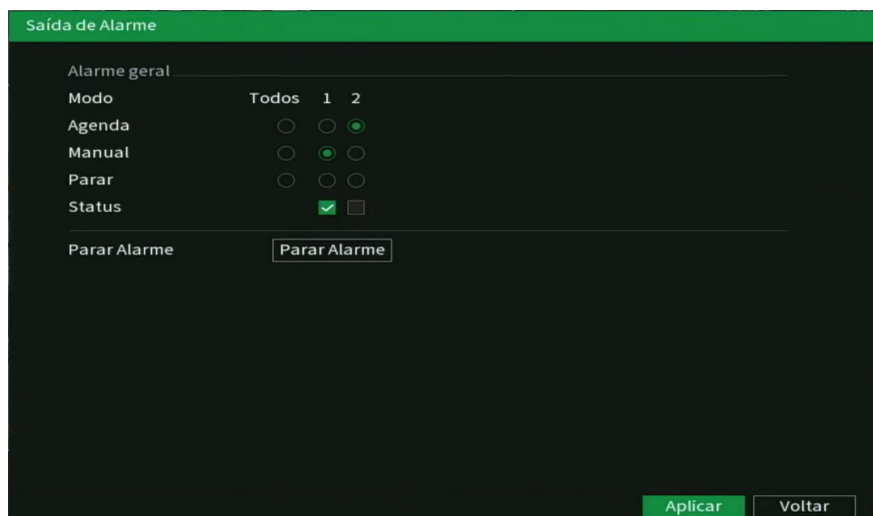 Saída de Alarme
Alarme geral
Modo Todos 1 2
Agenda
Manual
Parar
Status
Parar Alarme Parar Alarme
Aplicar Voltar